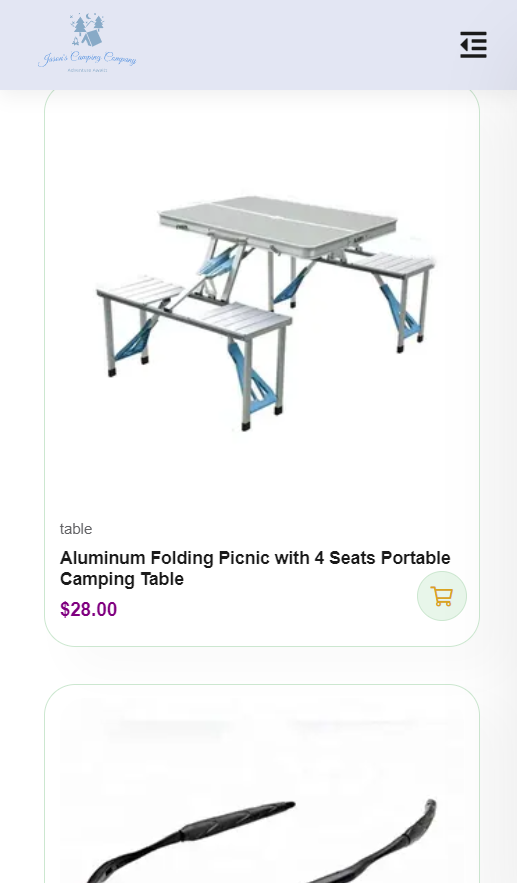 Jason's Camping Company
table
Aluminum Folding Picnic with 4 Seats Portable
Camping Table
$28.00